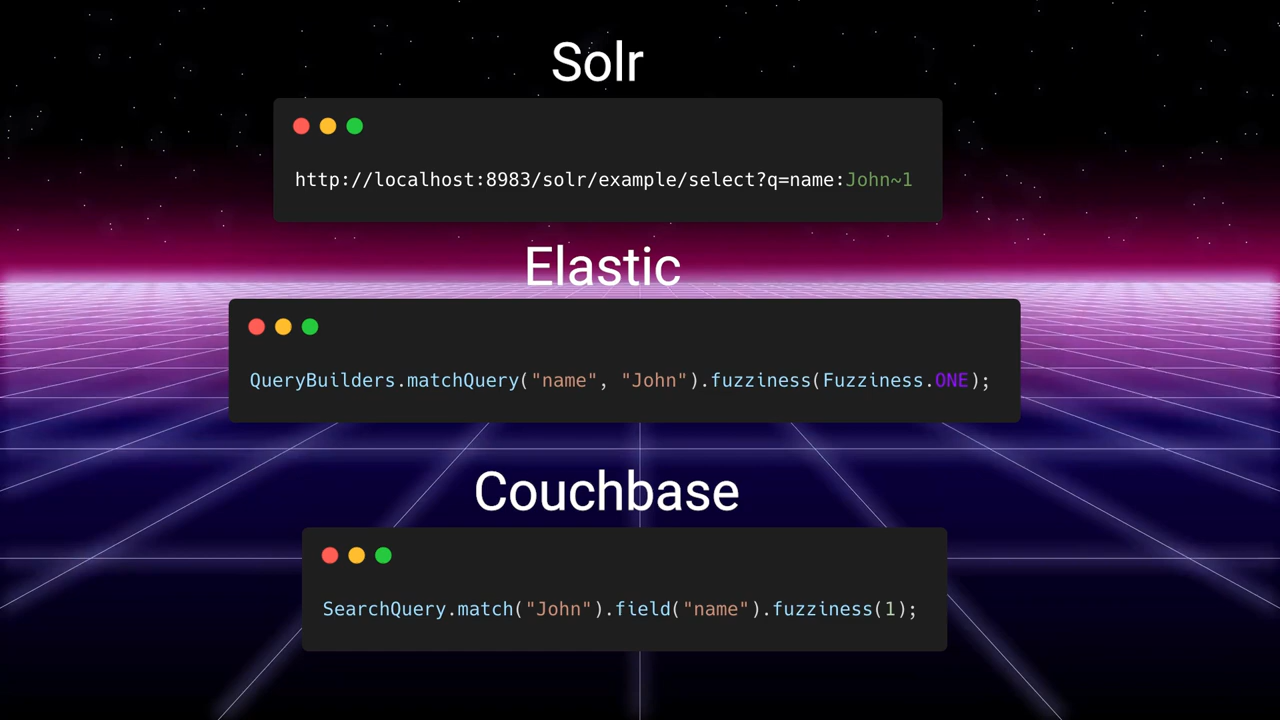 Solr
http://localhost:8983/solr/example/select?q=name:John~1
Elastic
QueryBuilders.matchQuery("name", "John").fuzziness(Fuzziness.ONE);
Couchbase
SearchQuery.match("John").field("name").fuzziness(1);